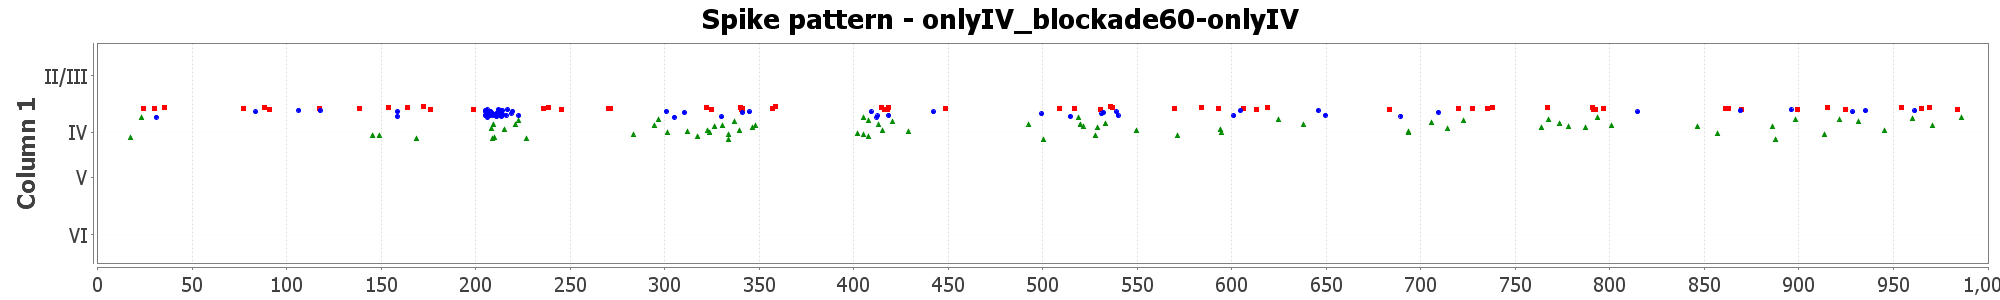 Spike pattern - onlyIV_blockade60-onlyIV
Column 1
II/III
IV
V
VI
0 50 100 150 200 250 300 350 400 450 500 550 600 650 700 750 800 850 900 950 1,00